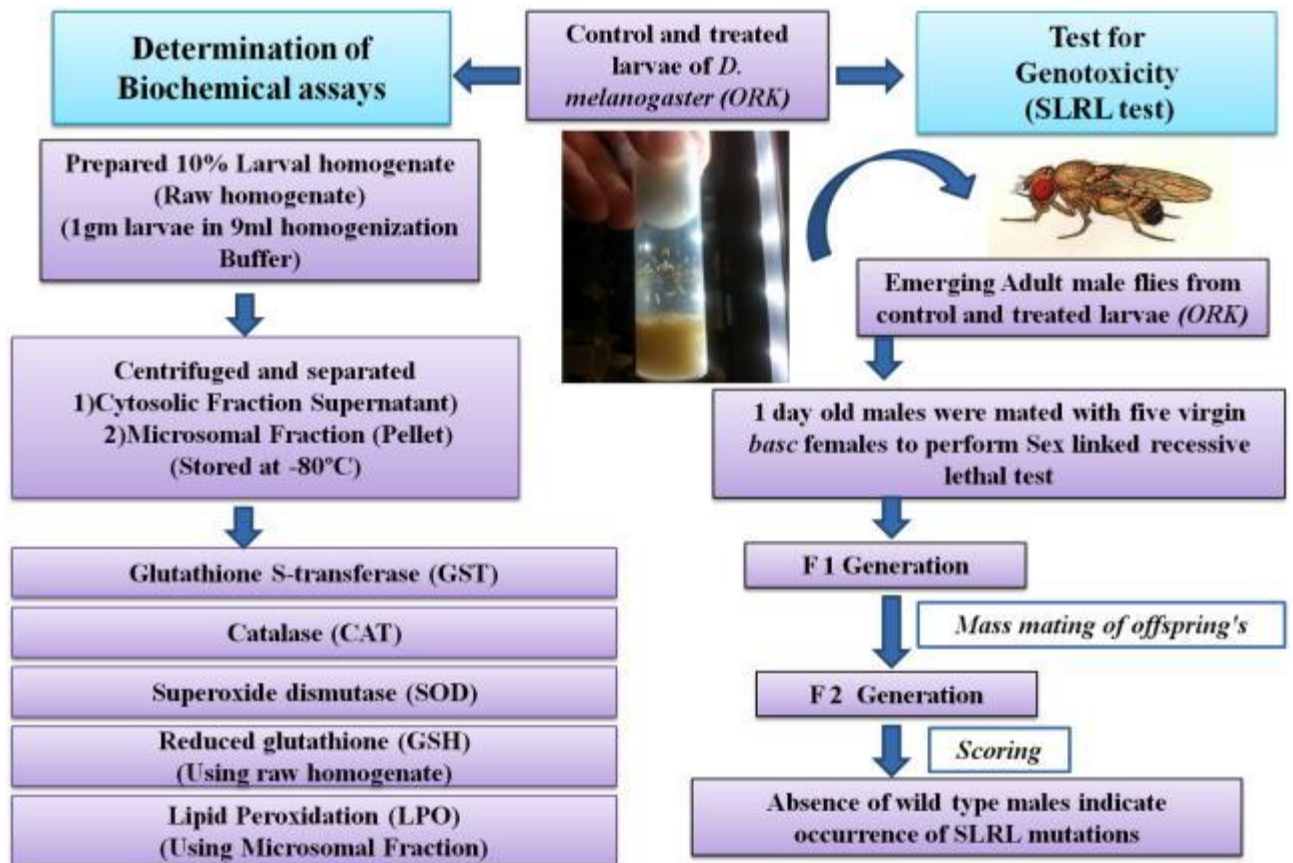 Determination of
Biochemical assays
Control and treated
larvae of D.
melanogaster (ORK)
Test for
Genotoxicity
(SLRL test)
Prepared 10% Larval homogenate
(Raw homogenate)
(1gm larvae in 9ml homogenization
Buffer)
Centrifuged and separated
1)Cytosolic Fraction Supernatant)
2)Microsomal Fraction (Pellet)
(Stored at -80ºC)
Glutathione S-transferase (GST)
Catalase (CAT)
Superoxide dismutase (SOD)
Reduced glutathione (GSH)
(Using raw homogenate)
Lipid Peroxidation (LPO)
(Using Microsomal Fraction)
Emerging Adult male flies from
control and treated larvae (ORK)
1 day old males were mated with five virgin
basc females to perform Sex linked recessive
lethal test
F 1 Generation
Mass mating of offspring's
F 2 Generation
Scoring
Absence of wild type males indicate
occurrence of SLRL mutations